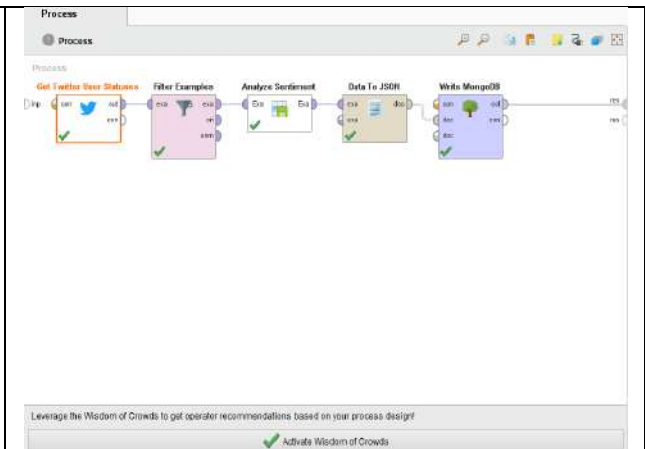 Process
Process
Process
Get Twitter User Statuses Filter Examples Analyze Sentiment Data To JSON Write MongoDB
inp con out exa exa Exa Exa exa doc con col res
exa doc res
ori doc
unm
Leverage the Wisdom of Crowds to get operator recommendations based on your process design!
Activate Wisdom of Crowds